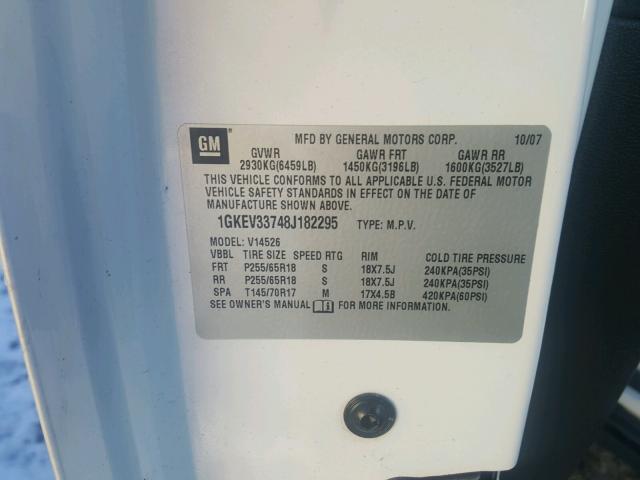 GM
MFD BY GENERAL MOTORS CORP. 10/07
GVWR GAWR FRT GAWR RR
2930KG(6459LB) 1450KG(3196LB) 1600KG(3527LB)
THIS VEHICLE CONFORMS TO ALL APPLICABLE U.S. FEDERAL MOTOR
VEHICLE SAFETY STANDARDS IN EFFECT ON THE DATE OF
MANUFACTURE SHOWN ABOVE.
1GKEV33748J182295 TYPE: M.P.V.
MODEL: V14526
VBBL TIRE SIZE SPEED RTG RIM COLD TIRE PRESSURE
FRT P255/65R18 S 18X7.5J 240KPA(35PSI)
RR P255/65R18 S 18X7.5J 240KPA(35PSI)
SPA T145/70R17 M 17X4.5B 420KPA(60PSI)
SEE OWNER'S MANUAL FOR MORE INFORMATION.